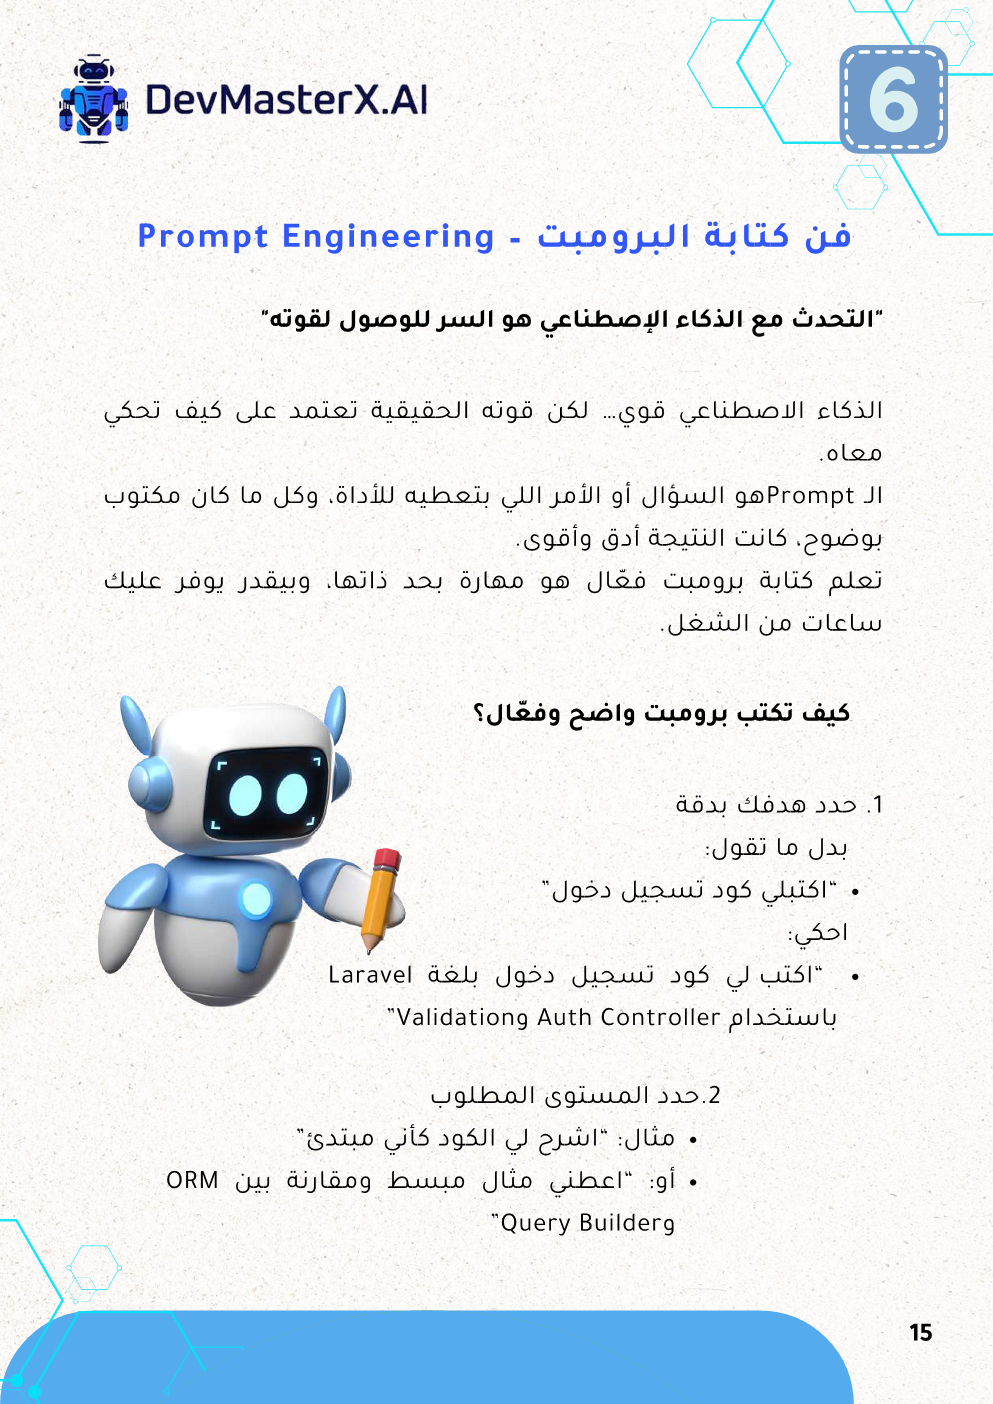 DevMasterX.AI
6
فن كتابة البرومبت - Prompt Engineering
"التحدث مع الذكاء الإصطناعي هو السر للوصول لقوته"
الذكاء الاصطناعي قوي… لكن قوته الحقيقية تعتمد على كيف تحكي
معاه.
الـ Promptهو السؤال أو الأمر اللي بتعطيه للأداة، وكل ما كان مكتوب
بوضوح، كانت النتيجة أدق وأقوى.
تعلم كتابة برومبت فعّال هو مهارة بحد ذاتها، وبيقدر يوفر عليك
ساعات من الشغل.
كيف تكتب برومبت واضح وفعّال؟
1. حدد هدفك بدقة
بدل ما تقول:
• “اكتبلي كود تسجيل دخول”
احكي:
• “اكتب لي كود تسجيل دخول بلغة Laravel
باستخدام Auth Controller وValidation”
2.حدد المستوى المطلوب
• مثال: “اشرح لي الكود كأني مبتدئ”
• أو: “اعطني مثال مبسط ومقارنة بين ORM
وQuery Builder”
15